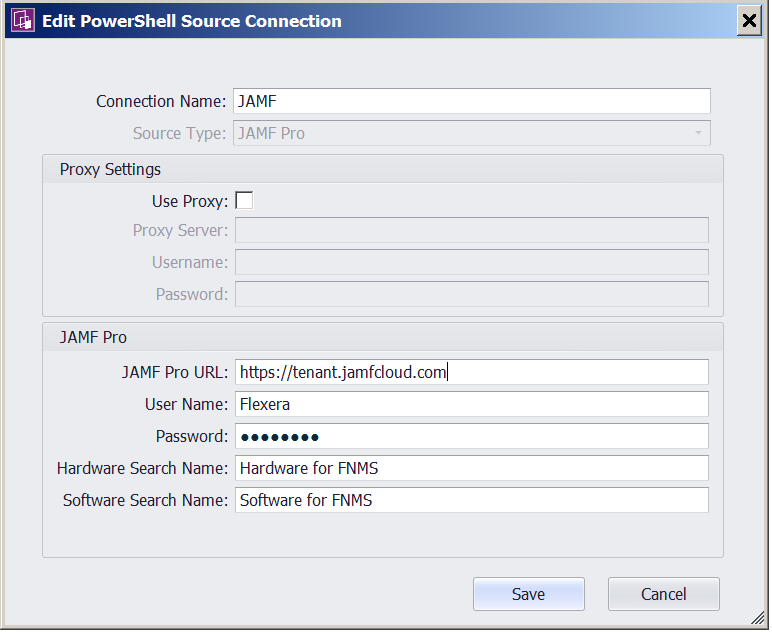 Edit PowerShell Source Connection
Connection Name: JAMF
Source Type: JAMF Pro
Proxy Settings
Use Proxy:
Proxy Server:
Username:
Password:
JAMF Pro
JAMF Pro URL: https://tenant.jamfcloud.com
User Name: Flexera
Password: ●●●●●●●●
Hardware Search Name: Hardware for FNMS
Software Search Name: Software for FNMS
Save Cancel